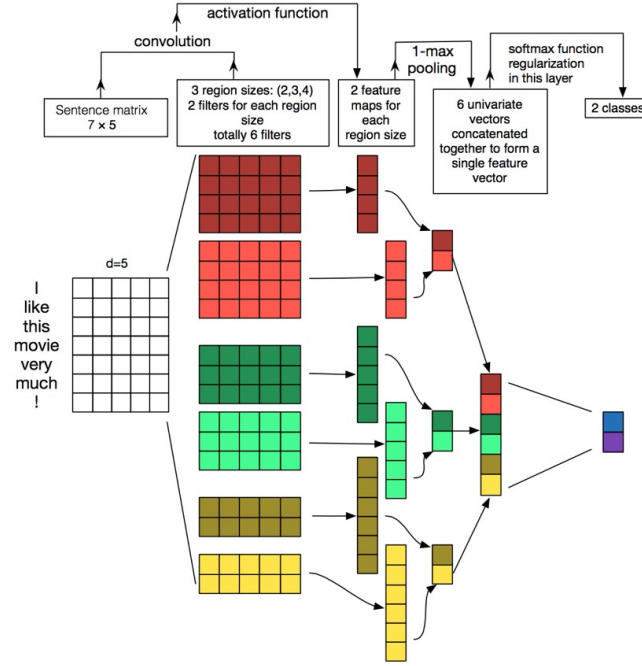 activation function
convolution
1-max
pooling
softmax function
regularization
in this layer
Sentence matrix
7 × 5
3 region sizes: (2,3,4)
2 filters for each region
size
totally 6 filters
2 feature
maps for
each
region size
6 univariate
vectors
concatenated
together to form a
single feature
vector
2 classes
d=5
I
like
this
movie
very
much
!